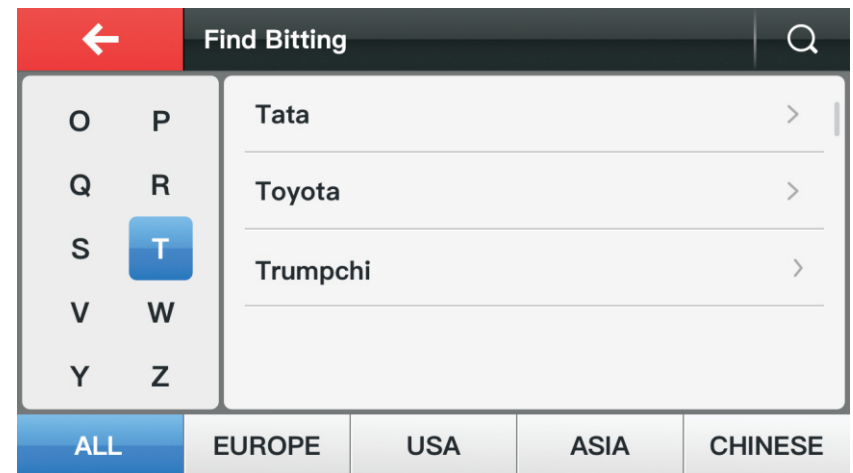 Find Bitting
O P
Q R
S T
V W
Y Z
Tata
Toyota
Trumpchi
ALL EUROPE USA ASIA CHINESE